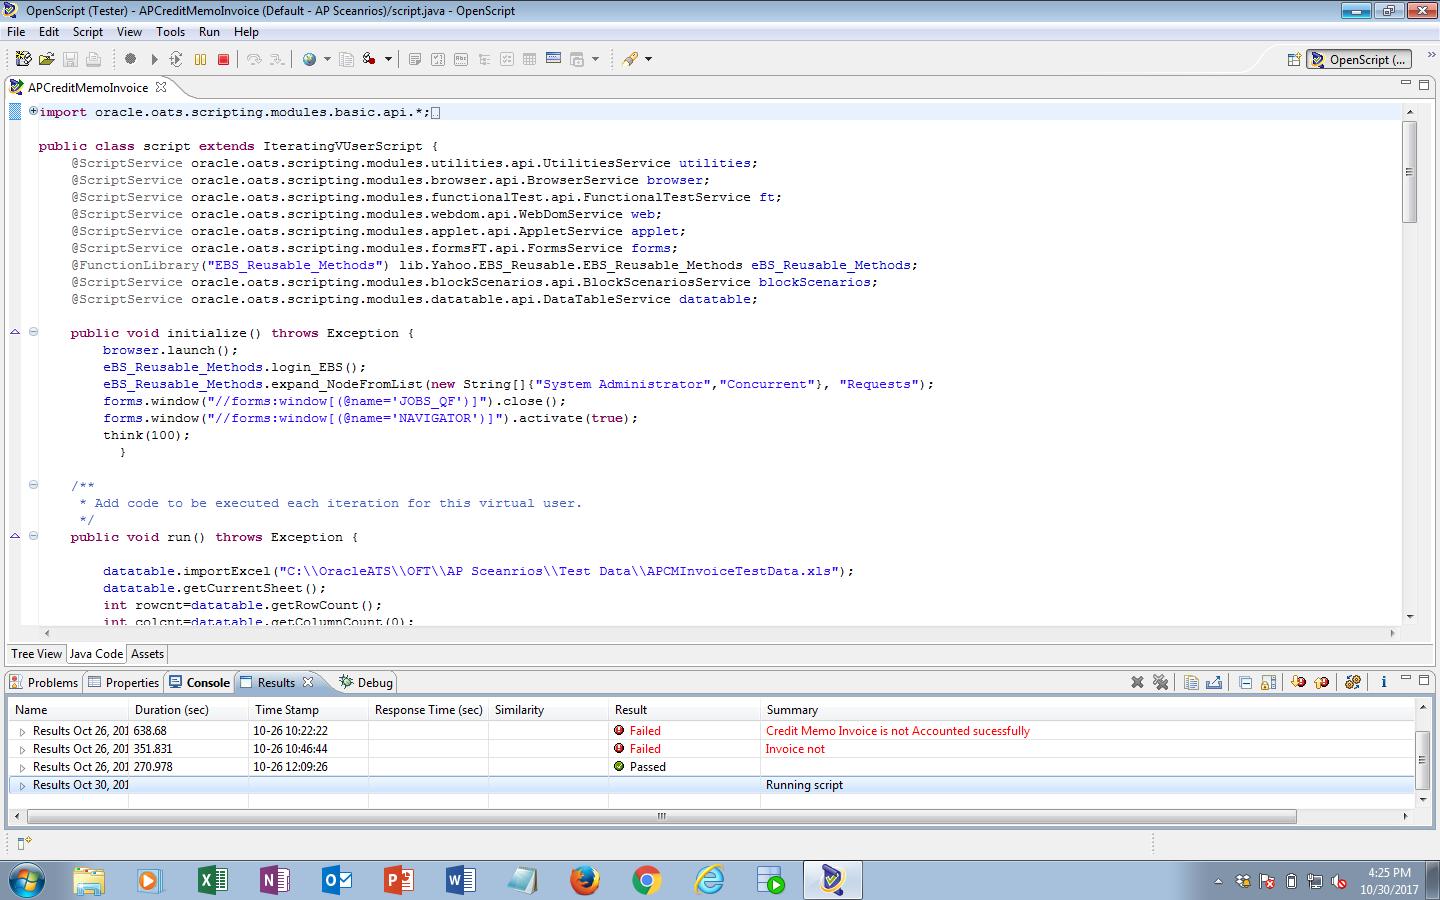 OpenScript (Tester) - APCreditMemoInvoice (Default - AP Sceanrios)/script.java - OpenScript
File Edit Script View Tools Run Help
OpenScript (...
APCreditMemoInvoice
import oracle.oats.scripting.modules.basic.api.*;
public class script extends IteratingVUserScript {
@ScriptService oracle.oats.scripting.modules.utilities.api.UtilitiesService utilities;
@ScriptService oracle.oats.scripting.modules.browser.api.BrowserService browser;
@ScriptService oracle.oats.scripting.modules.functionalTest.api.FunctionalTestService ft;
@ScriptService oracle.oats.scripting.modules.webdom.api.WebDomService web;
@ScriptService oracle.oats.scripting.modules.applet.api.AppletService applet;
@ScriptService oracle.oats.scripting.modules.formsFT.api.FormsService forms;
@FunctionLibrary("EBS_Reusable_Methods") lib.Yahoo.EBS_Reusable.EBS_Reusable_Methods eBS_Reusable_Methods;
@ScriptService oracle.oats.scripting.modules.blockScenarios.api.BlockScenariosService blockScenarios;
@ScriptService oracle.oats.scripting.modules.datatable.api.DataTableService datatable;
public void initialize() throws Exception {
browser.launch();
eBS_Reusable_Methods.login_EBS();
eBS_Reusable_Methods.expand_NodeFromList(new String[]{"System Administrator","Concurrent"}, "Requests");
forms.window("//forms:window[(@name='JOBS_QF')]").close();
forms.window("//forms:window[(@name='NAVIGATOR')]").activate(true);
think(100);
}
/**
* Add code to be executed each iteration for this virtual user.
*/
public void run() throws Exception {
datatable.importExcel("C:\\OracleATS\\OFT\\AP Sceanrios\\Test Data\\APCMInvoiceTestData.xls");
datatable.getCurrentSheet();
int rowcnt=datatable.getRowCount();
int colcnt=datatable.getColumnCount(0);
Tree View Java Code Assets
Problems Properties Console Results Debug
Name Duration (sec) Time Stamp Response Time (sec) Similarity Result Summary
Results Oct 26, 201 638.68 10-26 10:22:22 Failed Credit Memo Invoice is not Accounted sucessfully
Results Oct 26, 201 351.831 10-26 10:46:44 Failed Invoice not
Results Oct 26, 201 270.978 10-26 12:09:26 Passed
Results Oct 30, 201 Running script
4:25 PM
10/30/2017